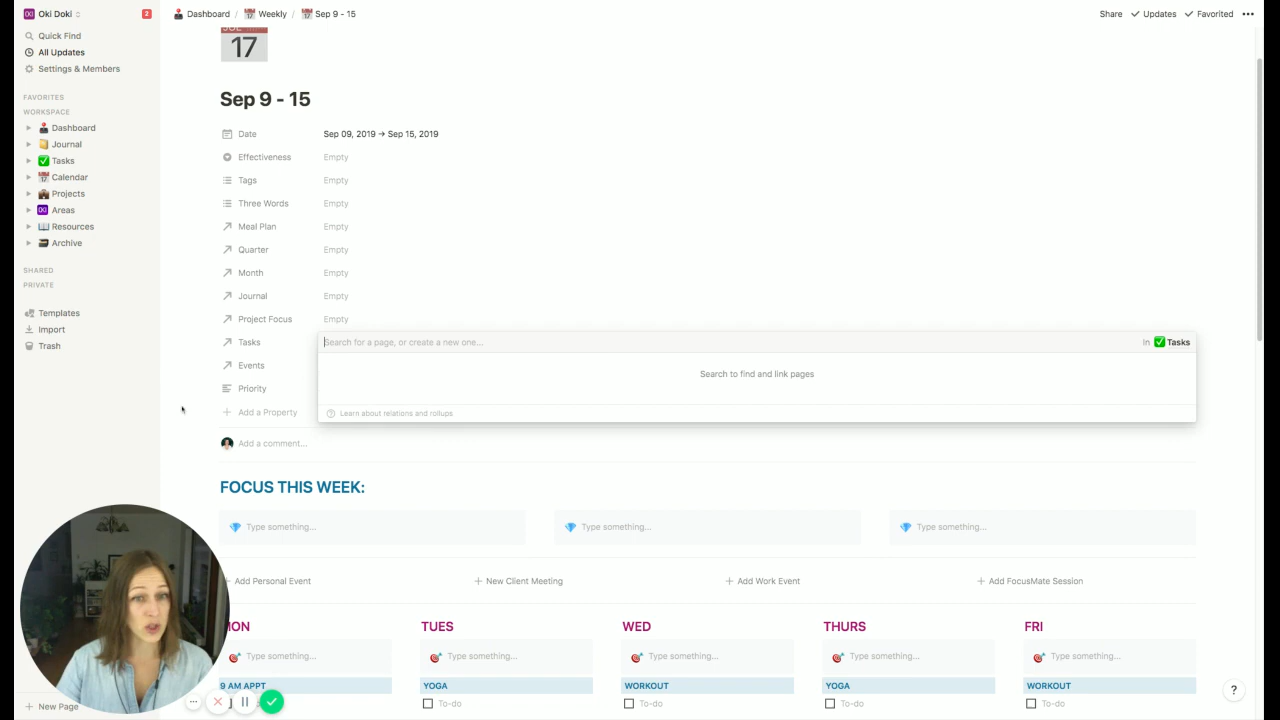 Oki Doki
2
Dashboard / Weekly / Sep 9 - 15
Share Updates Favorited
Quick Find
All Updates
Settings & Members
FAVORITES
WORKSPACE
Dashboard
Journal
Tasks
Calendar
Projects
OKI Areas
Resources
Archive
SHARED
PRIVATE
Templates
Import
Trash
New Page
JUL
17
Sep 9 - 15
Date Sep 09, 2019 → Sep 15, 2019
Effectiveness Empty
Tags Empty
Three Words Empty
Meal Plan Empty
Quarter Empty
Month Empty
Journal Empty
Project Focus Empty
Tasks Search for a page, or create a new one... In Tasks
Search to find and link pages
Events
Priority
Learn about relations and rollups
Add a Property
Add a comment...
FOCUS THIS WEEK:
Type something... Type something... Type something...
Add Personal Event New Client Meeting Add Work Event Add FocusMate Session
MON TUES WED THURS FRI
Type something... Type something... Type something... Type something... Type something...
9 AM APPT YOGA WORKOUT YOGA WORKOUT
To-do To-do To-do To-do
?